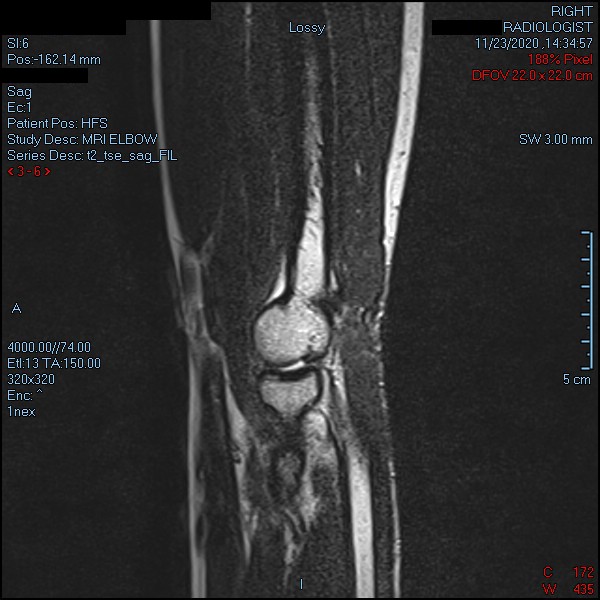 Lossy
SI:6
Pos:-162.14 mm
Sag
Ec:1
Patient Pos: HFS
Study Desc: MRI ELBOW
Series Desc: t2_tse_sag_FIL
< 3 - 6 >
RIGHT
RADIOLOGIST
11/23/2020 ,14:34:57
188% Pixel
DFOV 22.0 x 22.0 cm
SW 3.00 mm
A
4000.00//74.00
Etl:13 TA:150.00
320x320
Enc: ^
1nex
5 cm
I
C 172
W 435